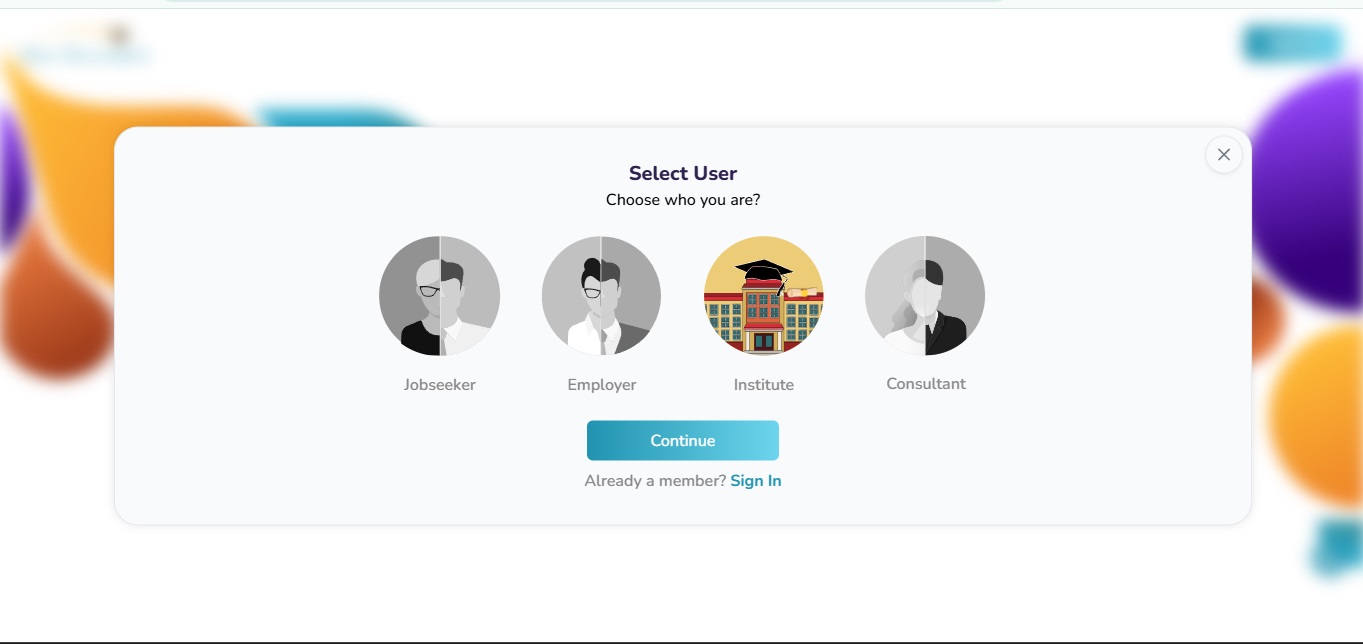 Select User
Choose who you are?
Jobseeker
Employer
Institute
Consultant
Continue
Already a member? Sign In